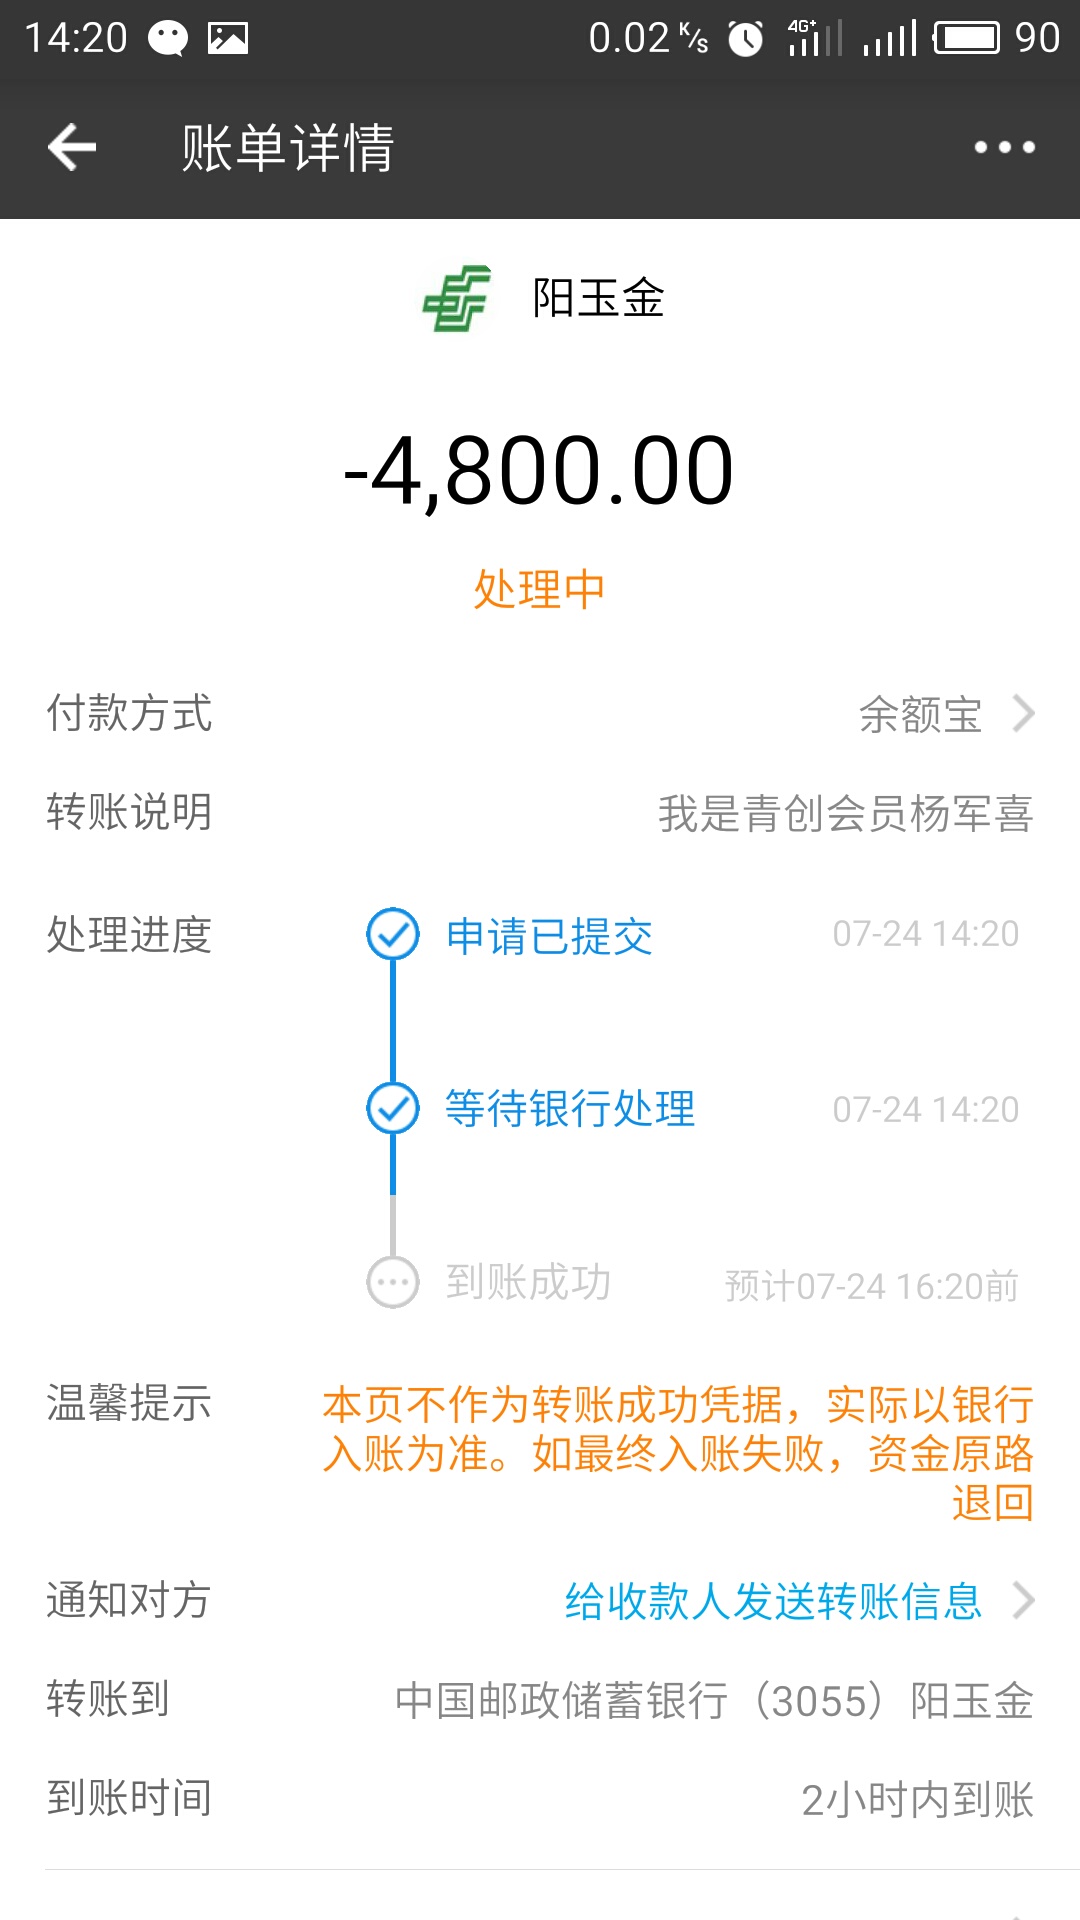 14:20 0.02 K/s 4G+ 90
账单详情
阳玉金
-4,800.00
处理中
付款方式 余额宝
转账说明 我是青创会员杨军喜
处理进度 申请已提交 07-24 14:20
等待银行处理 07-24 14:20
到账成功 预计07-24 16:20前
温馨提示 本页不作为转账成功凭据，实际以银行
入账为准。如最终入账失败，资金原路
退回
通知对方 给收款人发送转账信息
转账到 中国邮政储蓄银行（3055）阳玉金
到账时间 2小时内到账